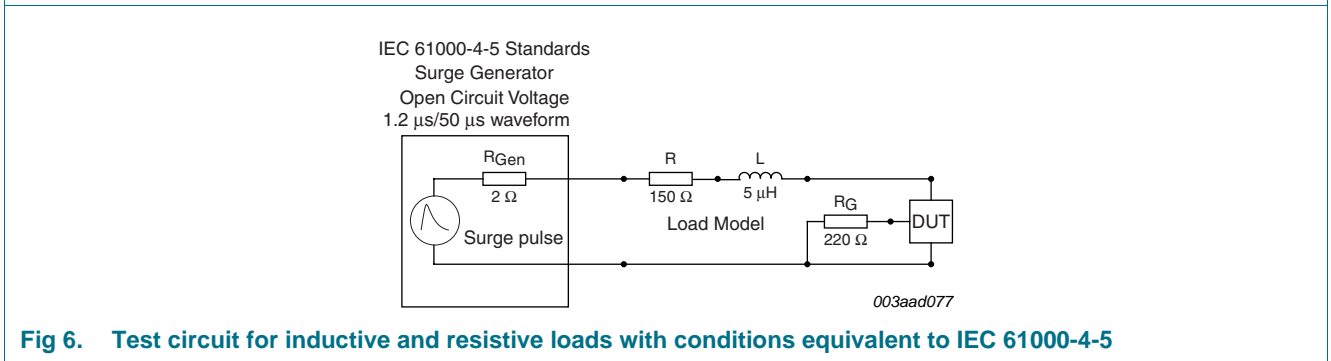 IEC 61000-4-5 Standards
Surge Generator
Open Circuit Voltage
1.2 μs/50 μs waveform
RGen
2 Ω
Surge pulse
R
150 Ω
L
5 μH
Load Model
RG
220 Ω
DUT
003aad077
Fig 6. Test circuit for inductive and resistive loads with conditions equivalent to IEC 61000-4-5